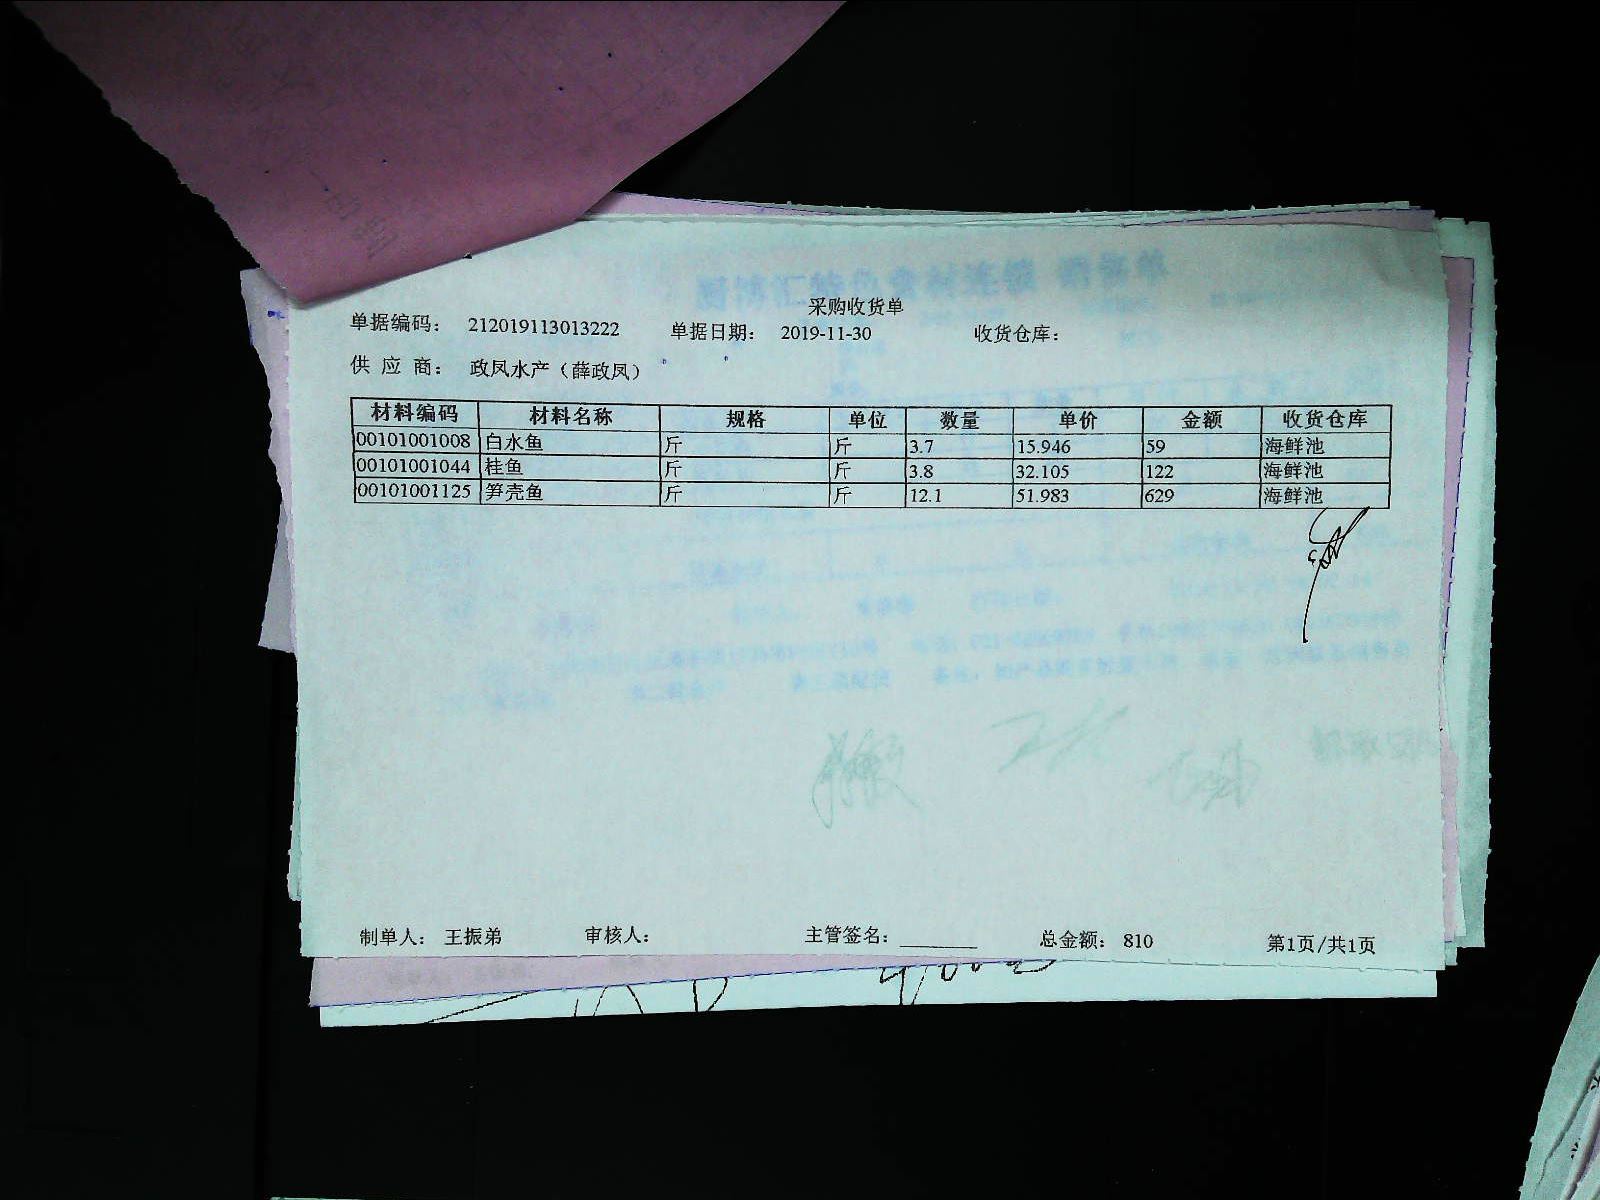 采购收货单
单据编码： 212019113013222 单据日期： 2019-11-30 收货仓库：
供 应 商： 政凤水产（薛政凤）
材料编码 材料名称 规格 单位 数量 单价 金额 收货仓库
00101001008 白水鱼 斤 斤 3.7 15.946 59 海鲜池
00101001044 桂鱼 斤 斤 3.8 32.105 122 海鲜池
00101001125 笋壳鱼 斤 斤 12.1 51.983 629 海鲜池
制单人： 王振弟 审核人： 主管签名：________ 总金额： 810 第1页/共1页